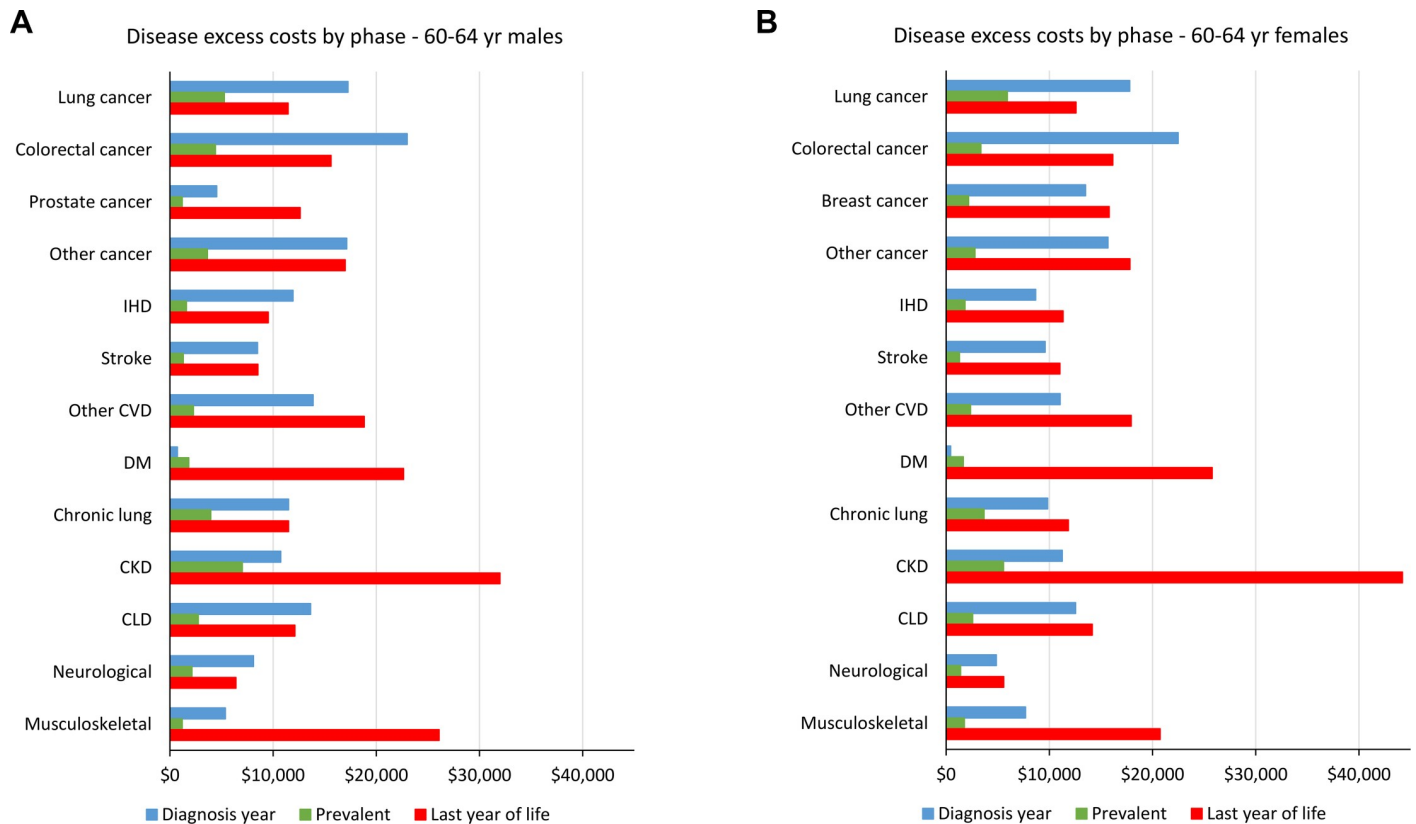 A
Disease excess costs by phase - 60-64 yr males
Lung cancer
Colorectal cancer
Prostate cancer
Other cancer
IHD
Stroke
Other CVD
DM
Chronic lung
CKD
CLD
Neurological
Musculoskeletal
$0 $10,000 $20,000 $30,000 $40,000
Diagnosis year Prevalent Last year of life
B
Disease excess costs by phase - 60-64 yr females
Lung cancer
Colorectal cancer
Breast cancer
Other cancer
IHD
Stroke
Other CVD
DM
Chronic lung
CKD
CLD
Neurological
Musculoskeletal
$0 $10,000 $20,000 $30,000 $40,000
Diagnosis year Prevalent Last year of life